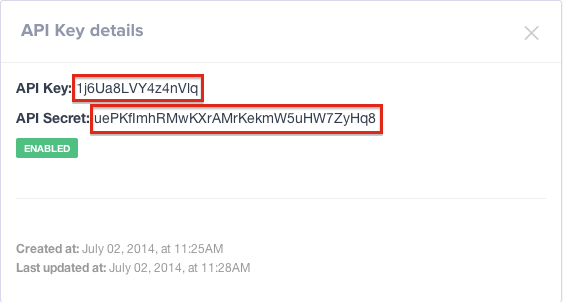 API Key details
API Key: 1j6Ua8LVY4z4nVlq
API Secret: uePKfImhRMwKXrAMrKekmW5uHW7ZyHq8
ENABLED
Created at: July 02, 2014, at 11:25AM
Last updated at: July 02, 2014, at 11:28AM